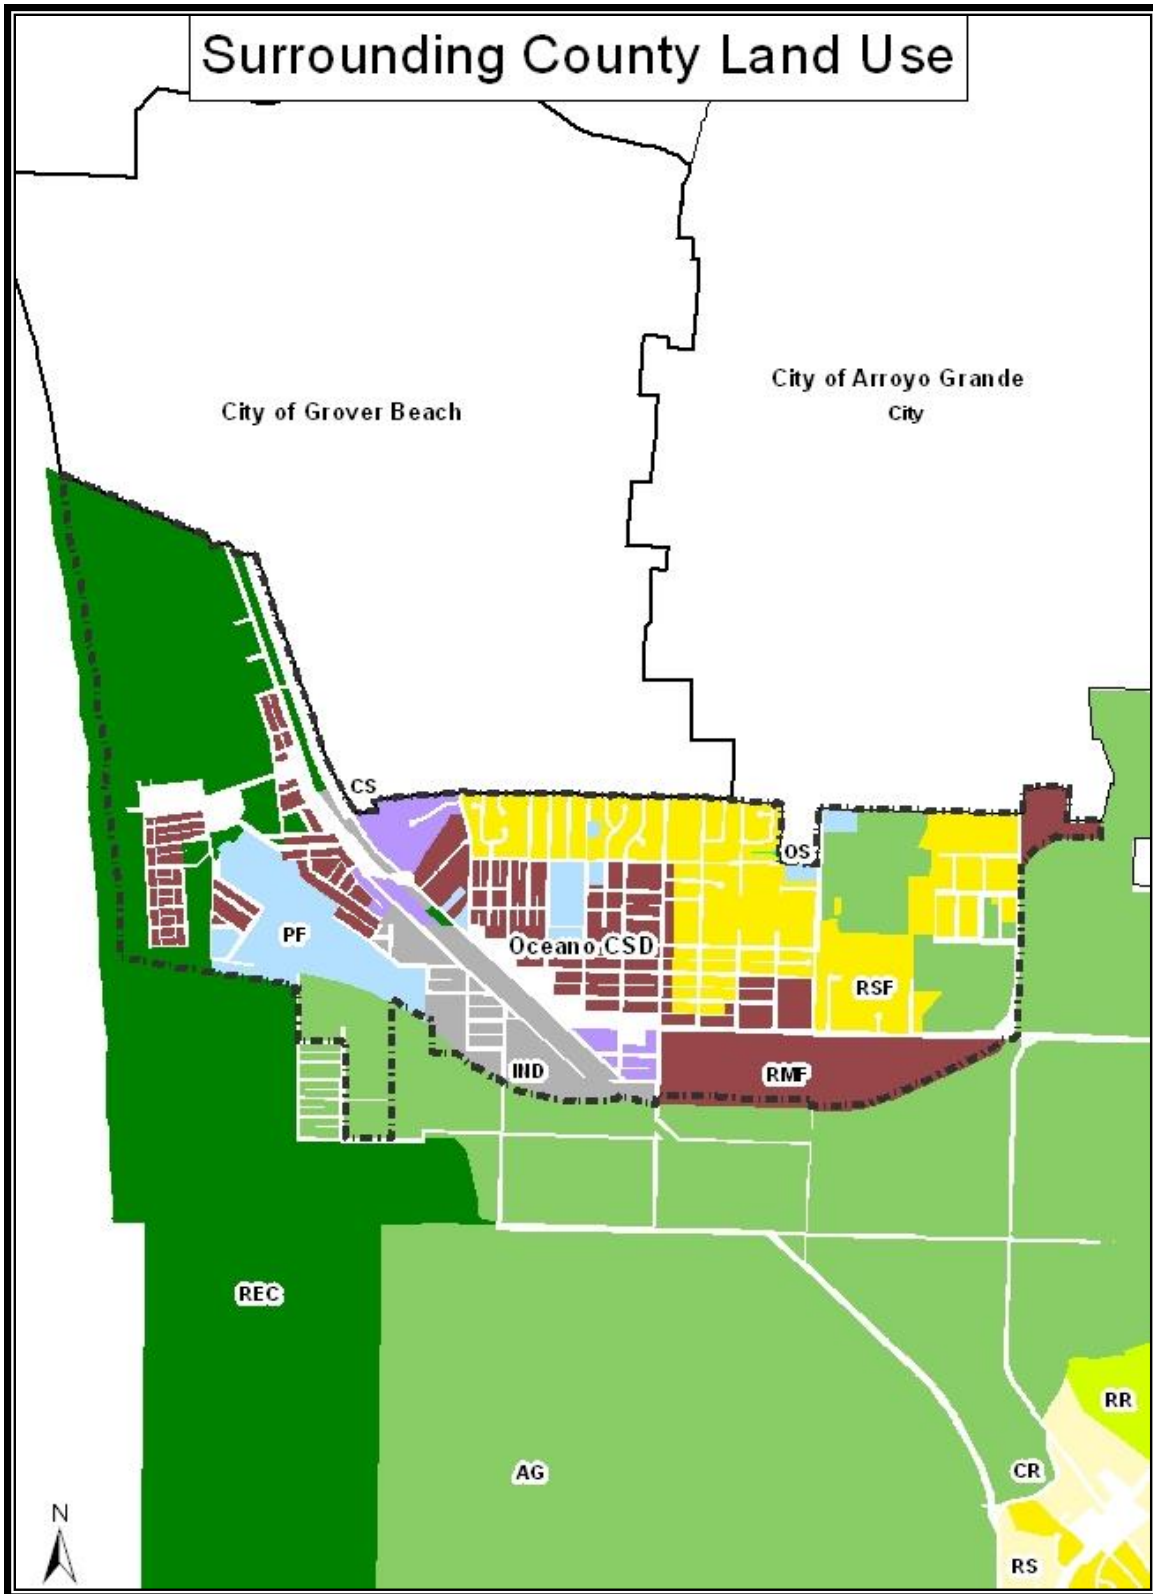 Surrounding County Land Use
City of Arroyo Grande
City
City of Grover Beach
CS
OS
PF
Oceano CSD
RSF
IND
RMF
REC
RR
AG
CR
N
RS